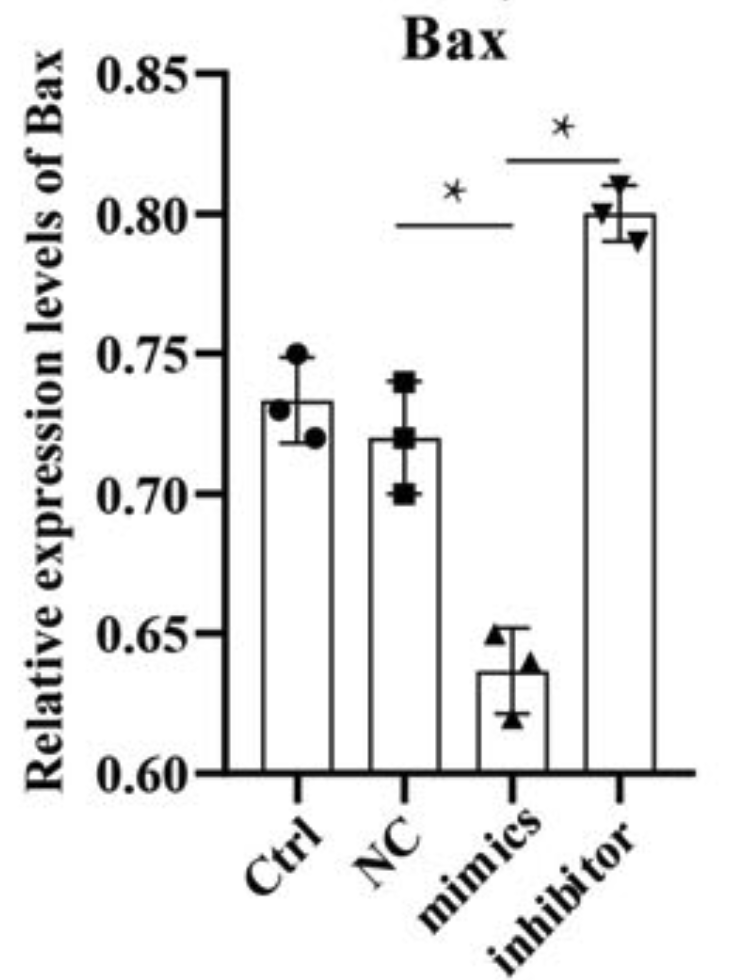 Bax
Relative expression levels of Bax
0.85
0.80
0.75
0.70
0.65
0.60
*
*
Ctrl
NC
mimics
inhibitor